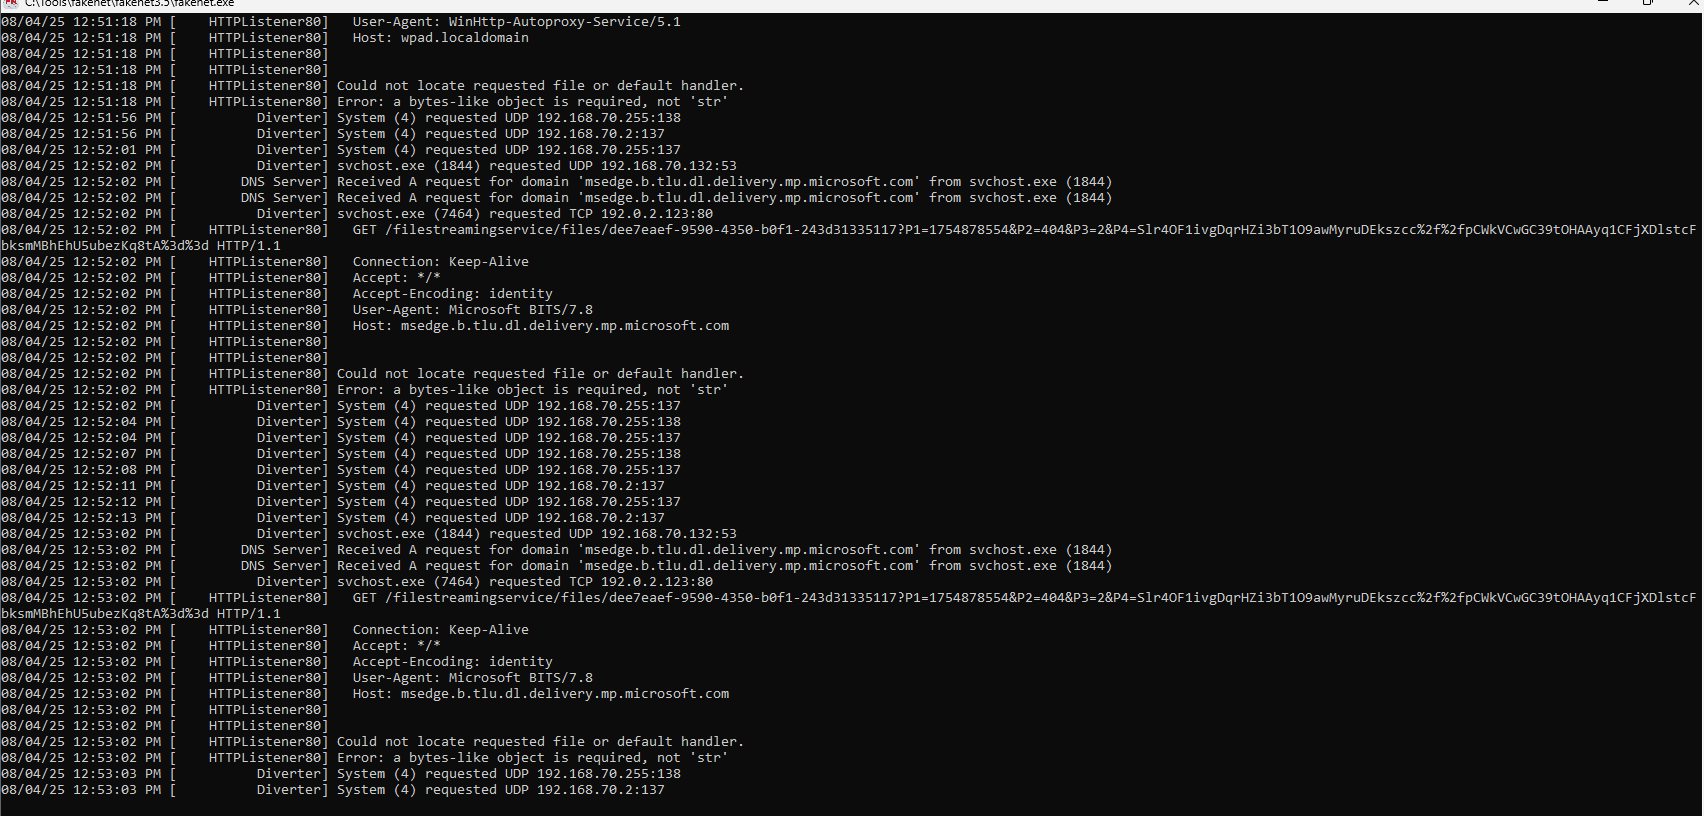 C:\Tools\fakenet\fakenet3.5\fakenet.exe
08/04/25 12:51:18 PM [    HTTPListener80]   User-Agent: WinHttp-Autoproxy-Service/5.1
08/04/25 12:51:18 PM [    HTTPListener80]   Host: wpad.localdomain
08/04/25 12:51:18 PM [    HTTPListener80]
08/04/25 12:51:18 PM [    HTTPListener80]
08/04/25 12:51:18 PM [    HTTPListener80] Could not locate requested file or default handler.
08/04/25 12:51:18 PM [    HTTPListener80] Error: a bytes-like object is required, not 'str'
08/04/25 12:51:56 PM [          Diverter] System (4) requested UDP 192.168.70.255:138
08/04/25 12:51:56 PM [          Diverter] System (4) requested UDP 192.168.70.2:137
08/04/25 12:52:01 PM [          Diverter] System (4) requested UDP 192.168.70.255:137
08/04/25 12:52:02 PM [          Diverter] svchost.exe (1844) requested UDP 192.168.70.132:53
08/04/25 12:52:02 PM [        DNS Server] Received A request for domain 'msedge.b.tlu.dl.delivery.mp.microsoft.com' from svchost.exe (1844)
08/04/25 12:52:02 PM [        DNS Server] Received A request for domain 'msedge.b.tlu.dl.delivery.mp.microsoft.com' from svchost.exe (1844)
08/04/25 12:52:02 PM [          Diverter] svchost.exe (7464) requested TCP 192.0.2.123:80
08/04/25 12:52:02 PM [    HTTPListener80]   GET /filestreamingservice/files/dee7eaef-9590-4350-b0f1-243d31335117?P1=1754878554&P2=404&P3=2&P4=Slr4OF1ivgDqrHZi3bT1O9awMyruDEkszcc%2f%2fpCWkVCwGC39tOHAAyq1CFjXDlstcF
bksmMBhEhU5ubezKq8tA%3d%3d HTTP/1.1
08/04/25 12:52:02 PM [    HTTPListener80]   Connection: Keep-Alive
08/04/25 12:52:02 PM [    HTTPListener80]   Accept: */*
08/04/25 12:52:02 PM [    HTTPListener80]   Accept-Encoding: identity
08/04/25 12:52:02 PM [    HTTPListener80]   User-Agent: Microsoft BITS/7.8
08/04/25 12:52:02 PM [    HTTPListener80]   Host: msedge.b.tlu.dl.delivery.mp.microsoft.com
08/04/25 12:52:02 PM [    HTTPListener80]
08/04/25 12:52:02 PM [    HTTPListener80]
08/04/25 12:52:02 PM [    HTTPListener80] Could not locate requested file or default handler.
08/04/25 12:52:02 PM [    HTTPListener80] Error: a bytes-like object is required, not 'str'
08/04/25 12:52:02 PM [          Diverter] System (4) requested UDP 192.168.70.255:137
08/04/25 12:52:04 PM [          Diverter] System (4) requested UDP 192.168.70.255:138
08/04/25 12:52:04 PM [          Diverter] System (4) requested UDP 192.168.70.255:137
08/04/25 12:52:07 PM [          Diverter] System (4) requested UDP 192.168.70.255:138
08/04/25 12:52:08 PM [          Diverter] System (4) requested UDP 192.168.70.255:137
08/04/25 12:52:11 PM [          Diverter] System (4) requested UDP 192.168.70.2:137
08/04/25 12:52:12 PM [          Diverter] System (4) requested UDP 192.168.70.255:137
08/04/25 12:52:13 PM [          Diverter] System (4) requested UDP 192.168.70.2:137
08/04/25 12:53:02 PM [          Diverter] svchost.exe (1844) requested UDP 192.168.70.132:53
08/04/25 12:53:02 PM [        DNS Server] Received A request for domain 'msedge.b.tlu.dl.delivery.mp.microsoft.com' from svchost.exe (1844)
08/04/25 12:53:02 PM [        DNS Server] Received A request for domain 'msedge.b.tlu.dl.delivery.mp.microsoft.com' from svchost.exe (1844)
08/04/25 12:53:02 PM [          Diverter] svchost.exe (7464) requested TCP 192.0.2.123:80
08/04/25 12:53:02 PM [    HTTPListener80]   GET /filestreamingservice/files/dee7eaef-9590-4350-b0f1-243d31335117?P1=1754878554&P2=404&P3=2&P4=Slr4OF1ivgDqrHZi3bT1O9awMyruDEkszcc%2f%2fpCWkVCwGC39tOHAAyq1CFjXDlstcF
bksmMBhEhU5ubezKq8tA%3d%3d HTTP/1.1
08/04/25 12:53:02 PM [    HTTPListener80]   Connection: Keep-Alive
08/04/25 12:53:02 PM [    HTTPListener80]   Accept: */*
08/04/25 12:53:02 PM [    HTTPListener80]   Accept-Encoding: identity
08/04/25 12:53:02 PM [    HTTPListener80]   User-Agent: Microsoft BITS/7.8
08/04/25 12:53:02 PM [    HTTPListener80]   Host: msedge.b.tlu.dl.delivery.mp.microsoft.com
08/04/25 12:53:02 PM [    HTTPListener80]
08/04/25 12:53:02 PM [    HTTPListener80]
08/04/25 12:53:02 PM [    HTTPListener80] Could not locate requested file or default handler.
08/04/25 12:53:02 PM [    HTTPListener80] Error: a bytes-like object is required, not 'str'
08/04/25 12:53:03 PM [          Diverter] System (4) requested UDP 192.168.70.255:138
08/04/25 12:53:03 PM [          Diverter] System (4) requested UDP 192.168.70.2:137